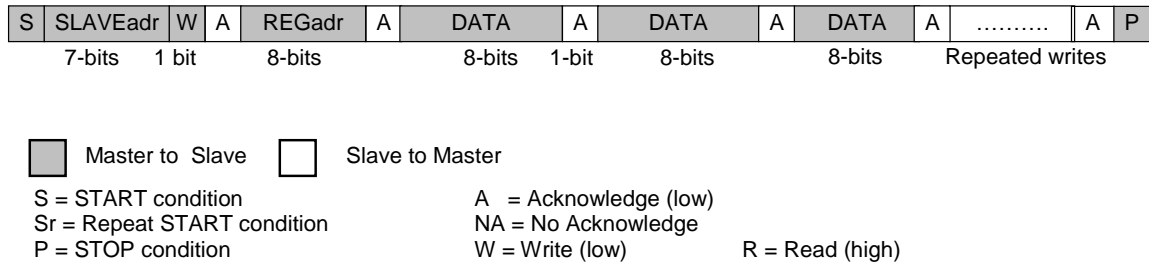 S SLAVEadr W A REGadr A DATA A DATA A DATA A ………. A P
7-bits 1 bit 8-bits 8-bits 1-bit 8-bits 8-bits Repeated writes
Master to Slave Slave to Master
S = START condition A = Acknowledge (low)
Sr = Repeat START condition NA = No Acknowledge
P = STOP condition W = Write (low) R = Read (high)